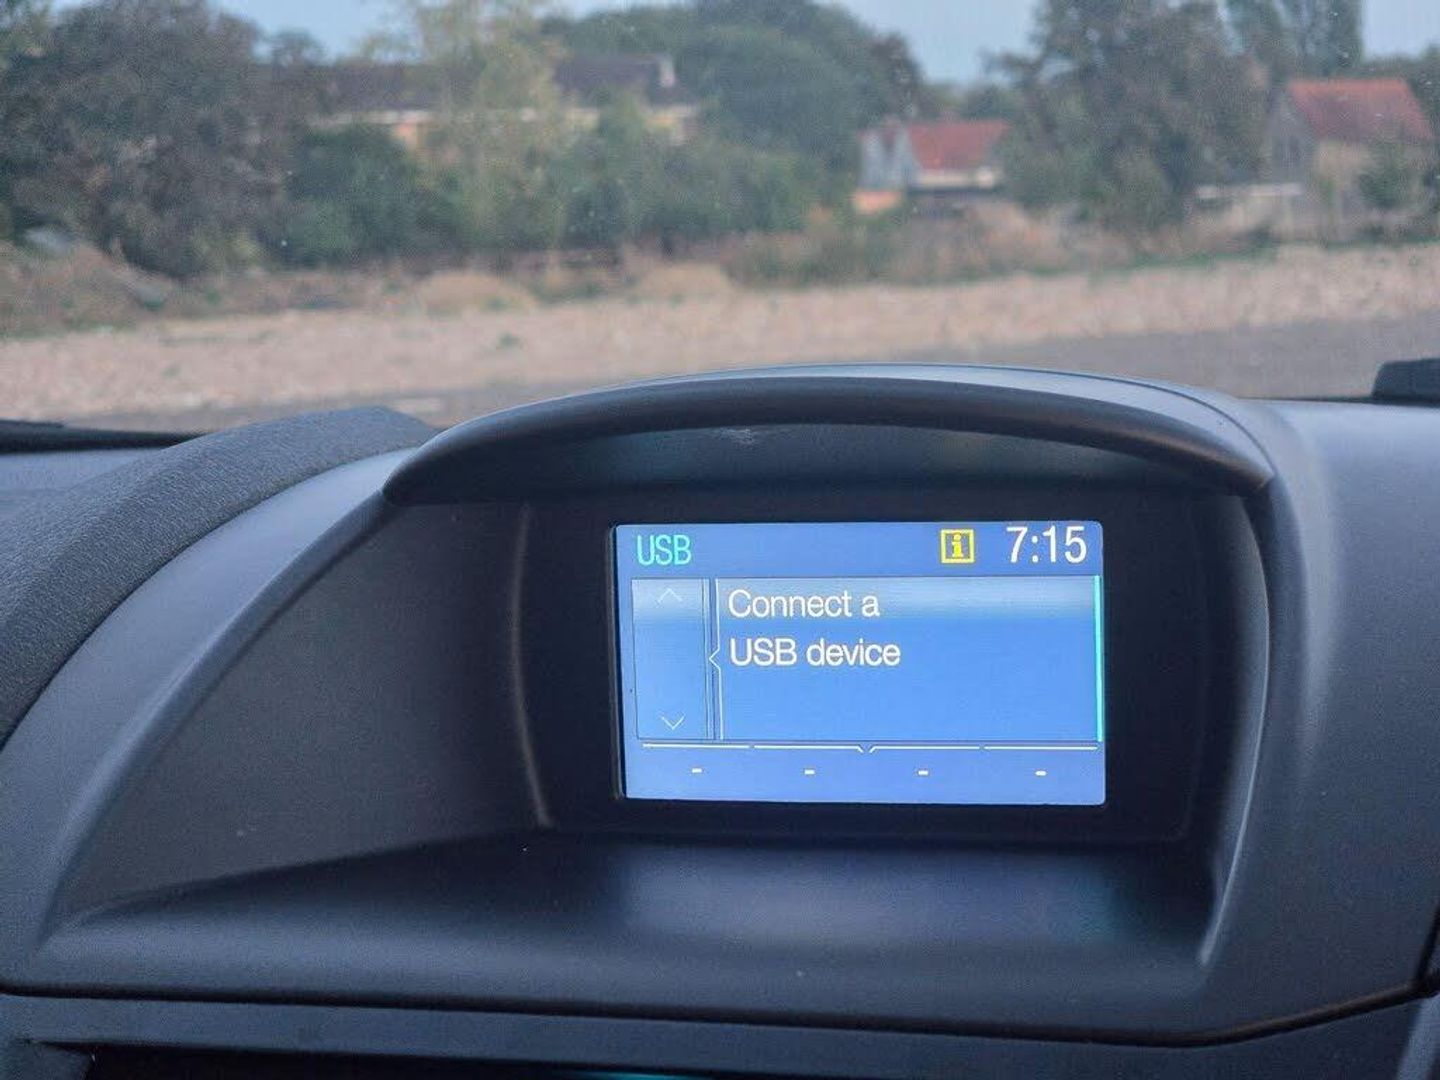 USB i 7:15
Connect a
USB device
- - - -